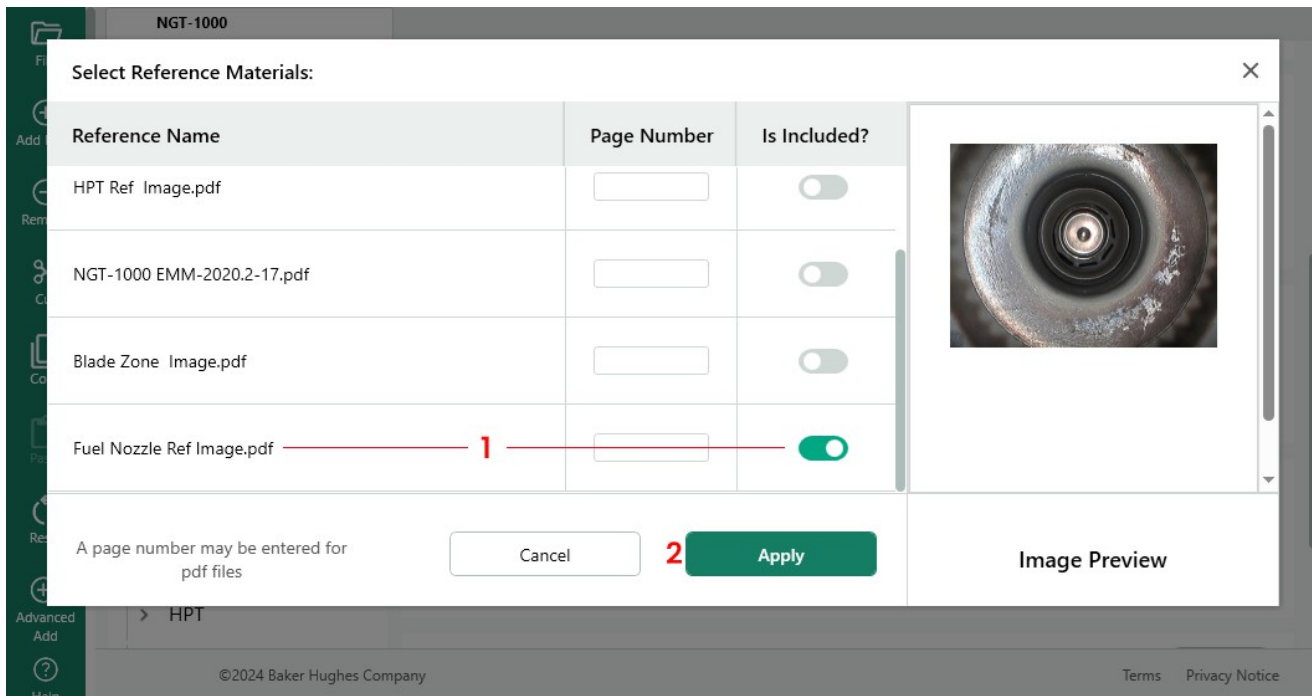 NGT-1000
Select Reference Materials:
Reference Name
Page Number
Is Included?
HPT Ref Image.pdf
NGT-1000 EMM-2020.2-17.pdf
Blade Zone Image.pdf
Fuel Nozzle Ref Image.pdf
1
A page number may be entered for
pdf files
Cancel
2
Apply
Image Preview
Add
Advanced
Add
HPT
©2024 Baker Hughes Company
Terms
Privacy Notice